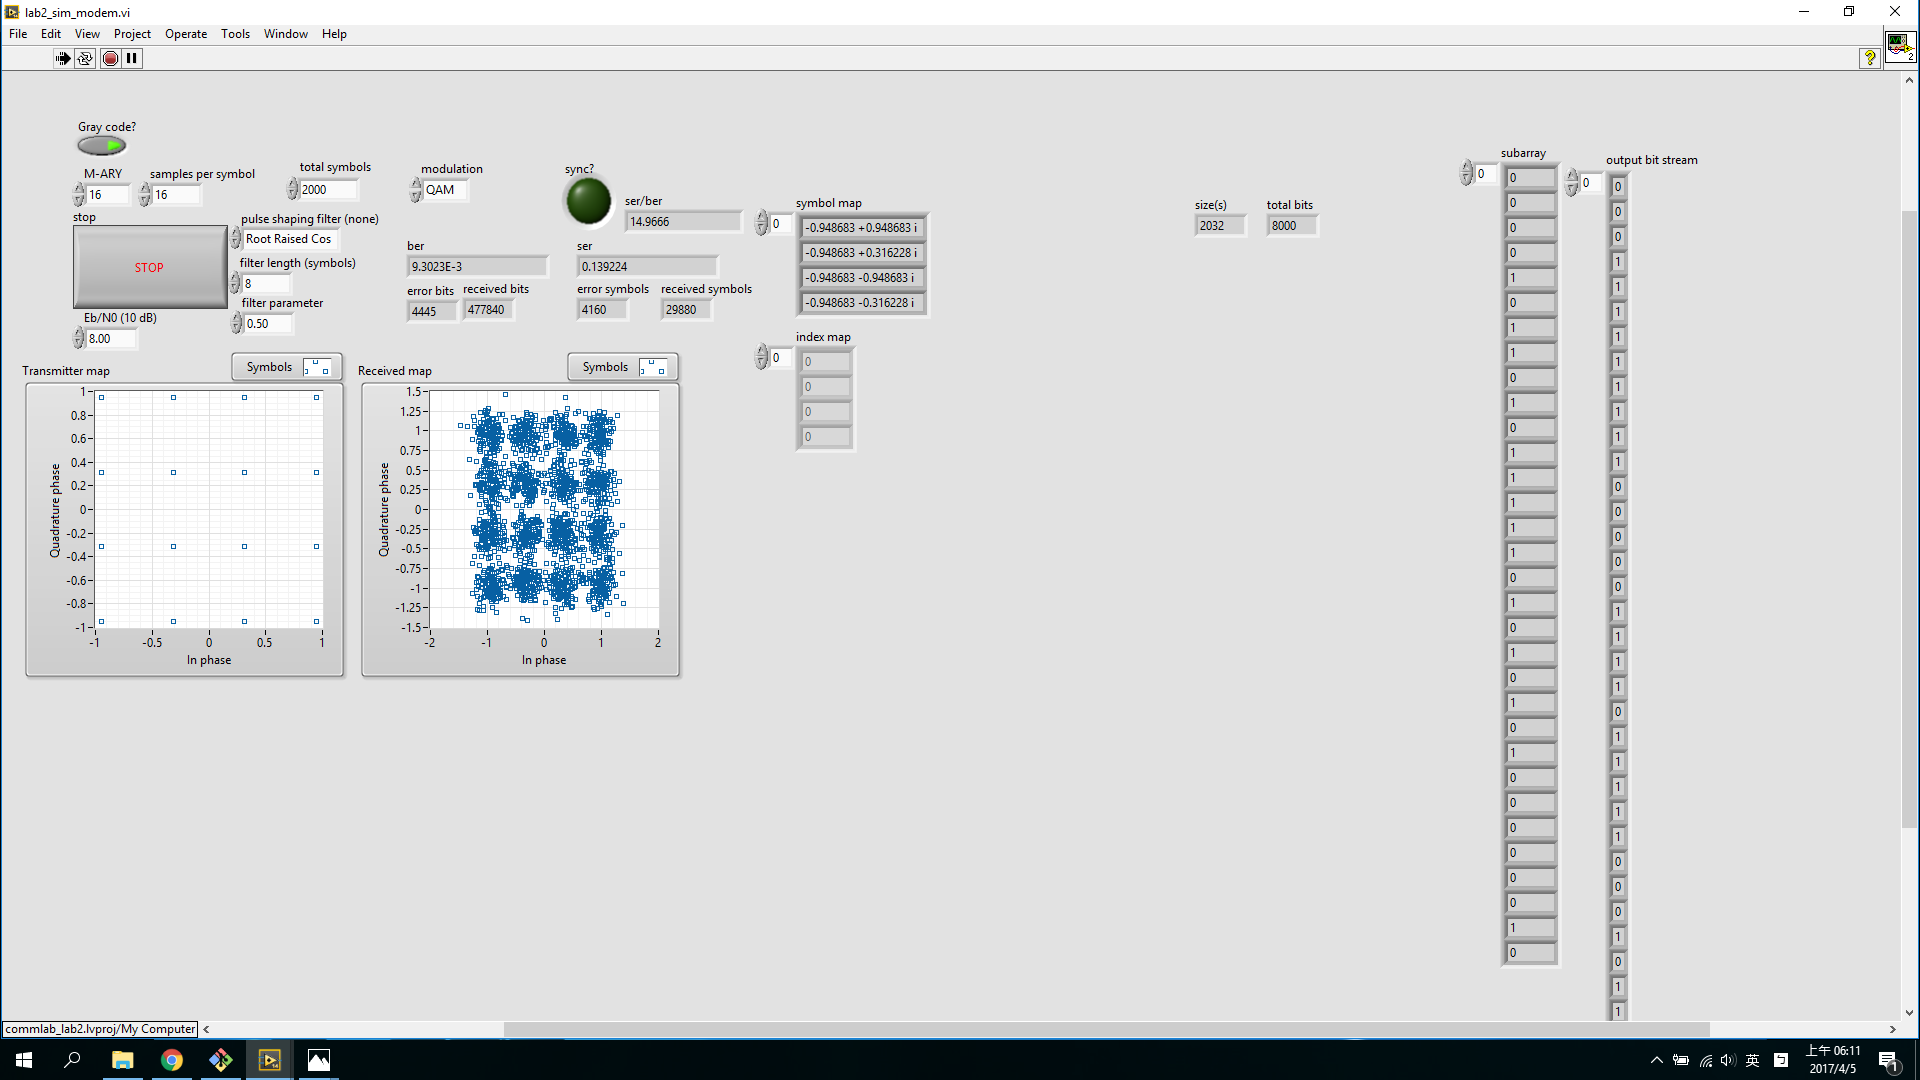 lab2_sim_modem.vi
File Edit View Project Operate Tools Window Help
?
2
Gray code?
M-ARY
16
samples per symbol
16
total symbols
2000
modulation
QAM
sync?
ser/ber
14.9666
stop
STOP
pulse shaping filter (none)
Root Raised Cos
filter length (symbols)
8
filter parameter
0.50
Eb/N0 (10 dB)
8.00
ber
9.3023E-3
error bits
4445
received bits
477840
ser
0.139224
error symbols
4160
received symbols
29880
symbol map
0
-0.948683 +0.948683 i
-0.948683 +0.316228 i
-0.948683 -0.948683 i
-0.948683 -0.316228 i
index map
0
0
0
0
0
size(s)
2032
total bits
8000
Transmitter map
Symbols
1
0.8
0.6
0.4
0.2
0
-0.2
-0.4
-0.6
-0.8
-1
Quadrature phase
-1 -0.5 0 0.5 1
In phase
Received map
Symbols
1.5
1.25
1
0.75
0.5
0.25
0
-0.25
-0.5
-0.75
-1
-1.25
-1.5
Quadrature phase
-2 -1 0 1 2
In phase
subarray
0
0
0
0
0
1
0
1
1
0
1
0
1
1
1
1
1
0
1
0
1
0
1
0
1
0
0
0
0
0
0
1
0
output bit stream
0
0
0
0
1
1
1
1
1
1
1
1
1
0
0
0
0
0
1
1
1
1
0
1
1
1
1
1
0
0
0
1
0
1
1
commlab_lab2.lvproj/My Computer
英
上午 06:11
2017/4/5
1